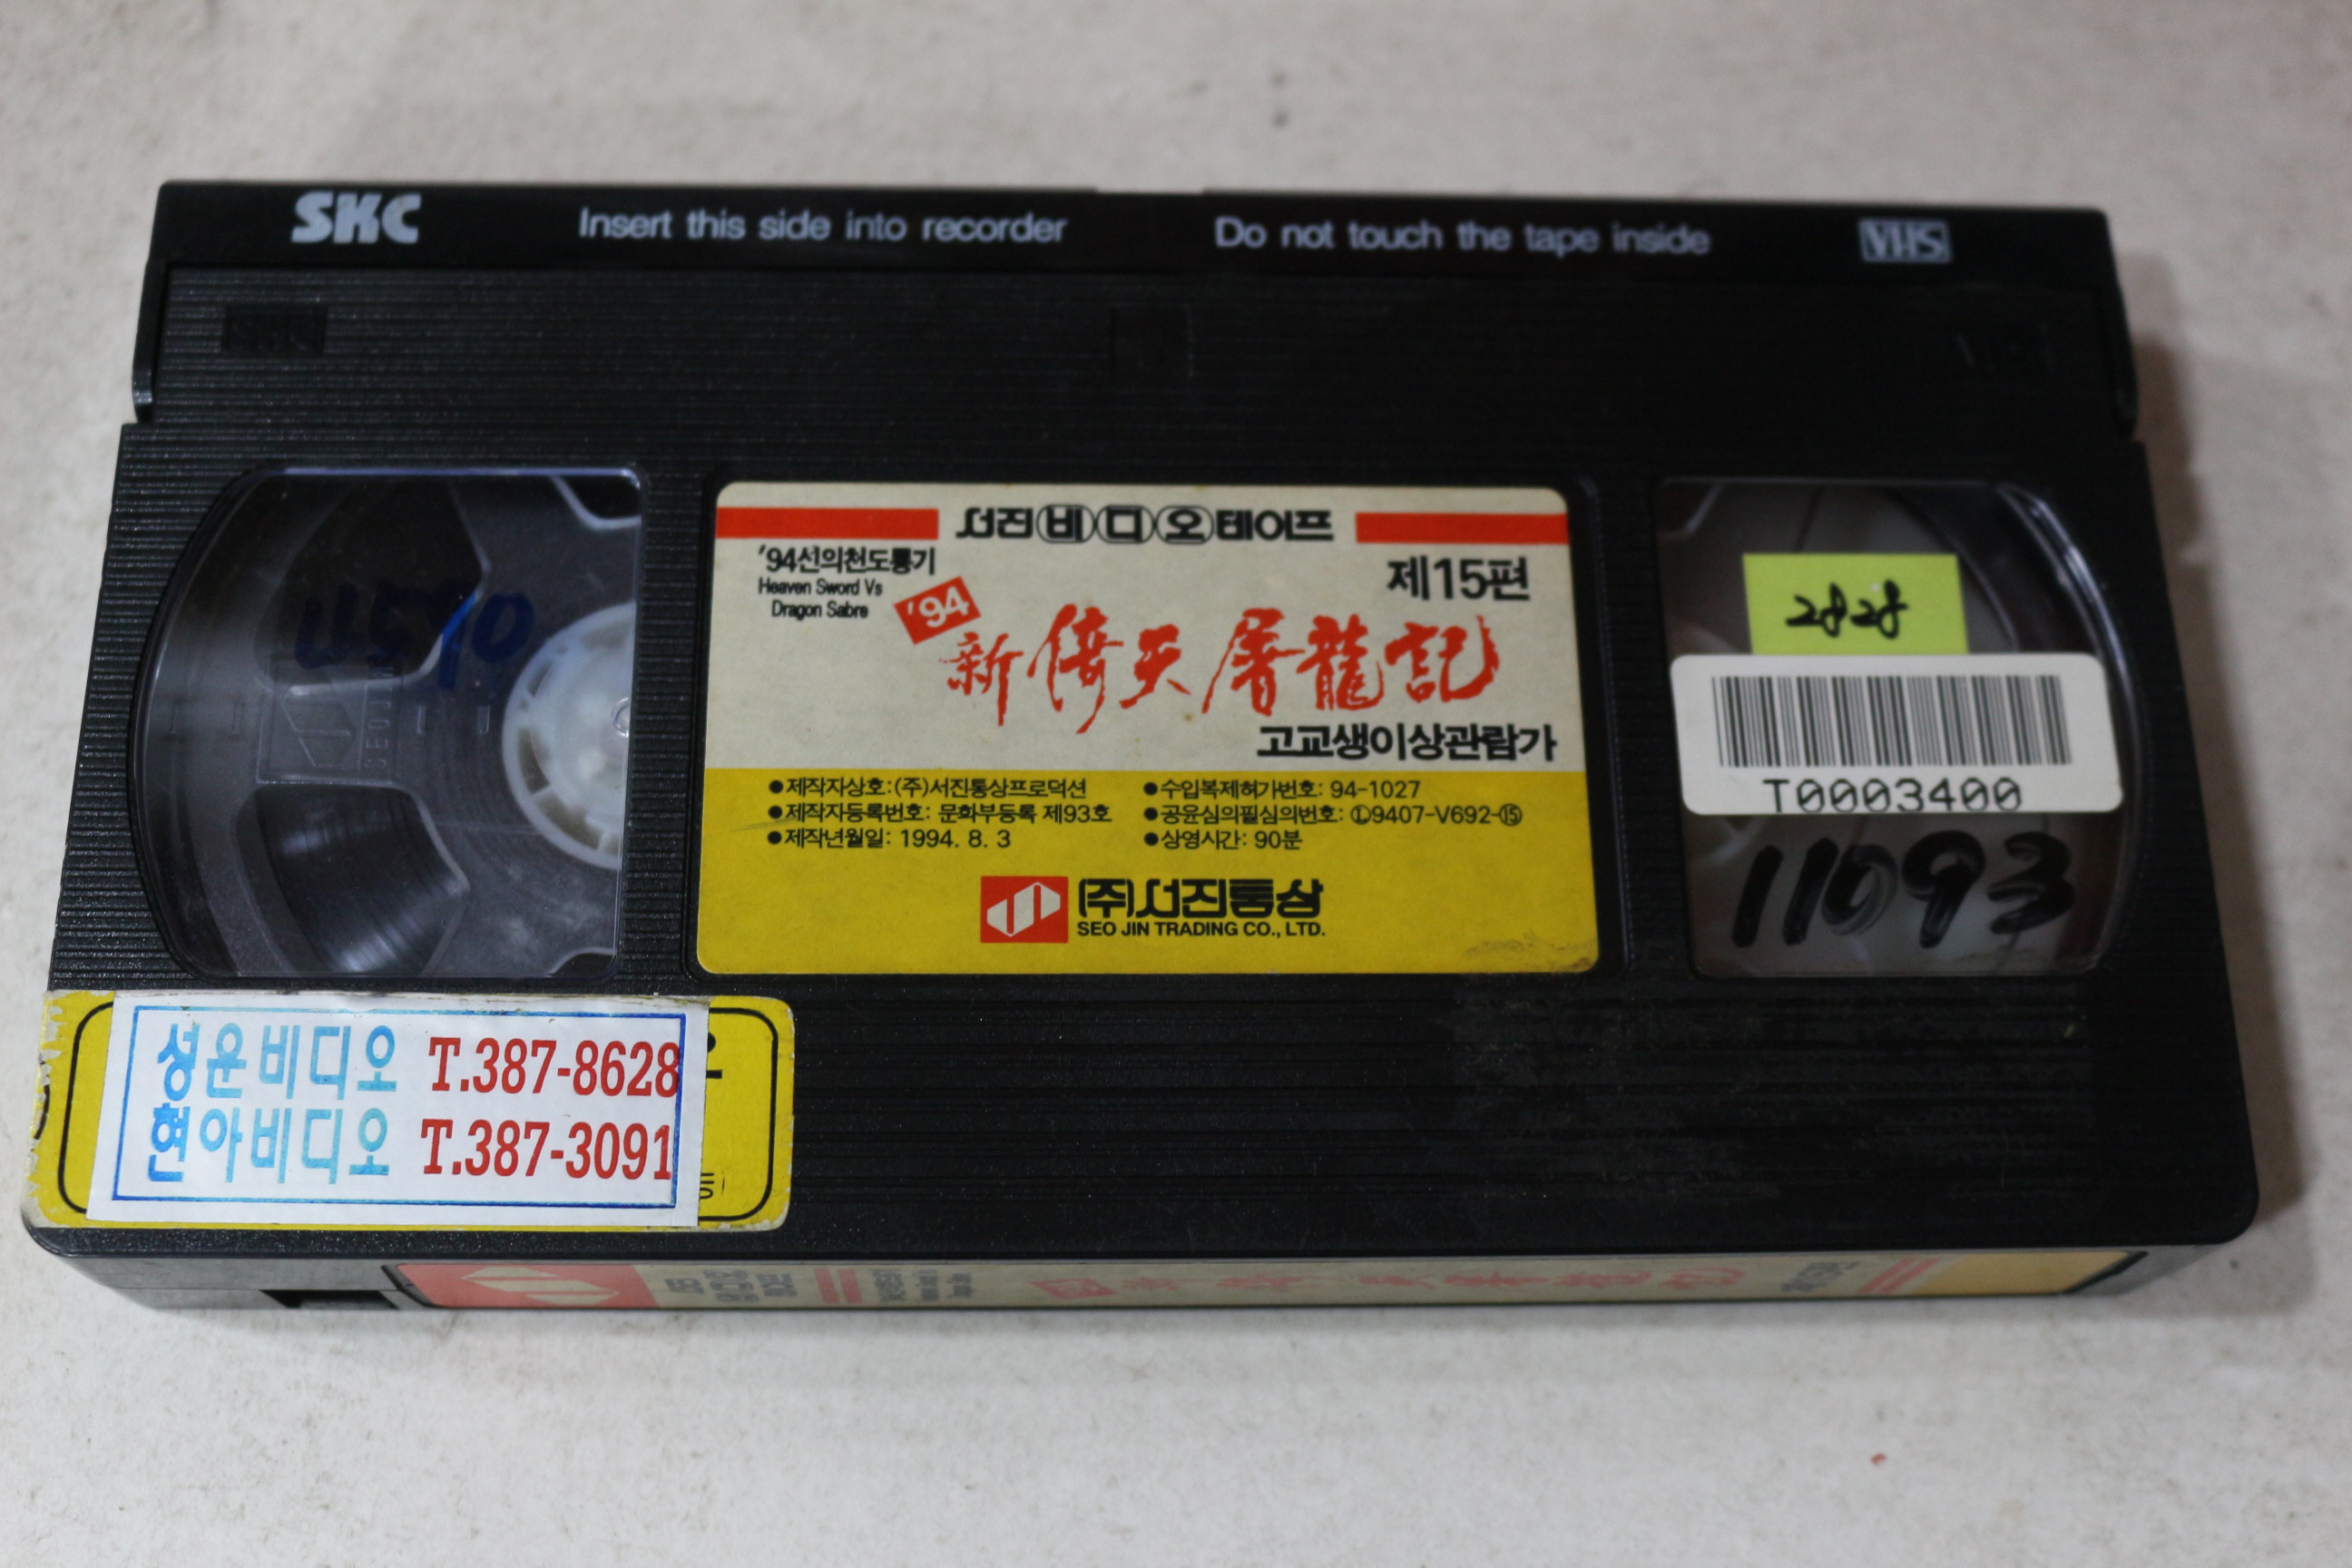 SKC Insert this side into recorder Do not touch the tape inside VHS
서진비디오테이프
'94선의천도룡기
Heaven Sword Vs
Dragon Sabre
제15편
'94
新倚天屠龍記
고교생이상관람가
●제작자상호:(주)서진통상프로덕션
●제작자등록번호: 문화부등록 제93호
●제작년월일: 1994. 8. 3
●수입복제허가번호: 94-1027
●공윤심의필심의번호: Ⓛ9407-V692-⑮
●상영시간: 90분
(주)서진통상
SEO JIN TRADING CO., LTD.
2828
T0003400
11093
성운비디오 T.387-8628
현아비디오 T.387-3091